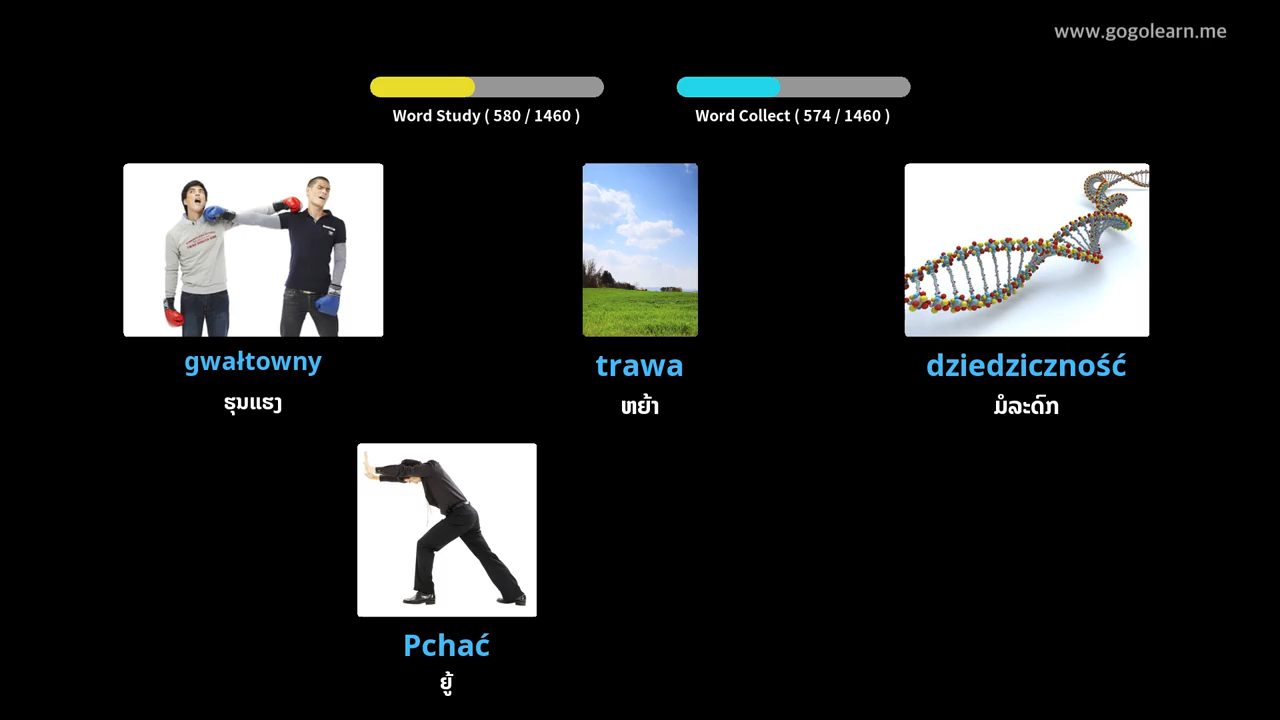 www.gogolearn.me
Word Study ( 580 / 1460 )
Word Collect ( 574 / 1460 )
gwałtowny
ຮຸນແຮງ
trawa
ຫຍ້າ
dziedziczność
ມໍລະດົກ
Pchać
ຍູ້